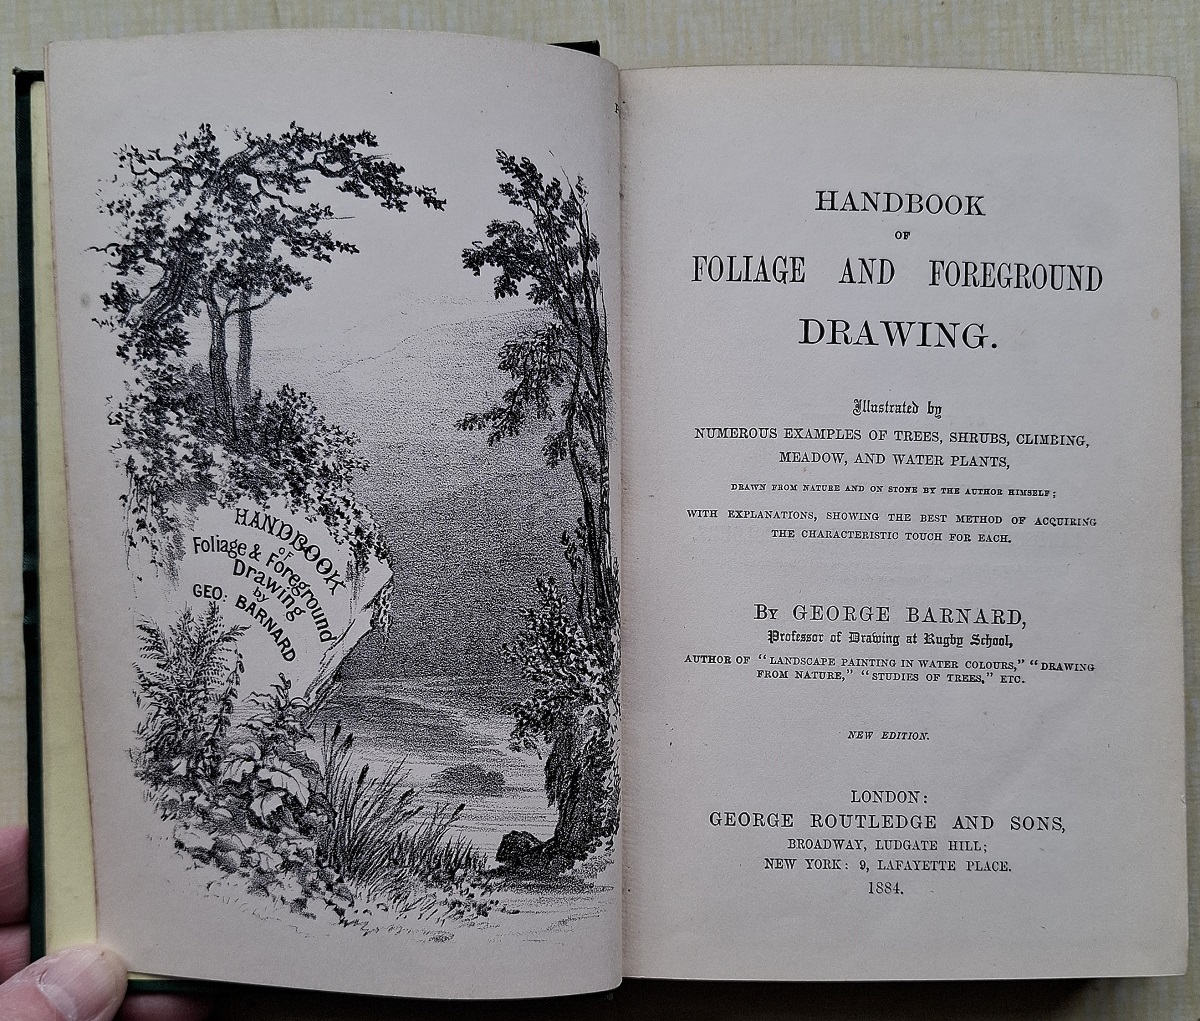 HANDBOOK
OF
Foliage & Foreground
Drawing
by
GEO: BARNARD
HANDBOOK
OF
FOLIAGE AND FOREGROUND
DRAWING.
Illustrated by
NUMEROUS EXAMPLES OF TREES, SHRUBS, CLIMBING,
MEADOW, AND WATER PLANTS,
DRAWN FROM NATURE AND ON STONE BY THE AUTHOR HIMSELF;
WITH EXPLANATIONS, SHOWING THE BEST METHOD OF ACQUIRING
THE CHARACTERISTIC TOUCH FOR EACH.
BY GEORGE BARNARD,
Professor of Drawing at Rugby School,
AUTHOR OF "LANDSCAPE PAINTING IN WATER COLOURS," "DRAWING
FROM NATURE," "STUDIES OF TREES," ETC.
NEW EDITION.
LONDON:
GEORGE ROUTLEDGE AND SONS,
BROADWAY, LUDGATE HILL;
NEW YORK: 9, LAFAYETTE PLACE.
1884.